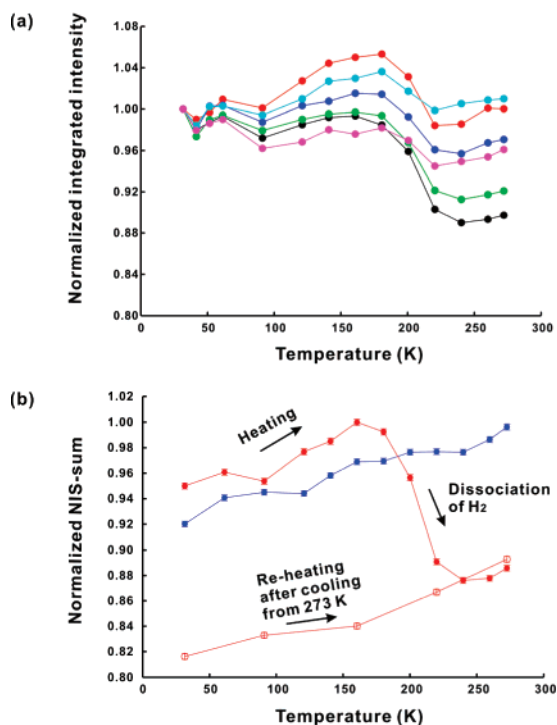 (a)
Normalized integrated intensity
1.08
1.04
1.00
0.96
0.92
0.88
0.84
0.80
0 50 100 150 200 250 300
Temperature (K)
(b)
Normalized NIS-sum
1.02
1.00
0.98
0.96
0.94
0.92
0.90
0.88
0.86
0.84
0.82
0.80
Heating
Dissociation
of H2
Re-heating
after cooling
from 273 K
0 50 100 150 200 250 300
Temperature (K)